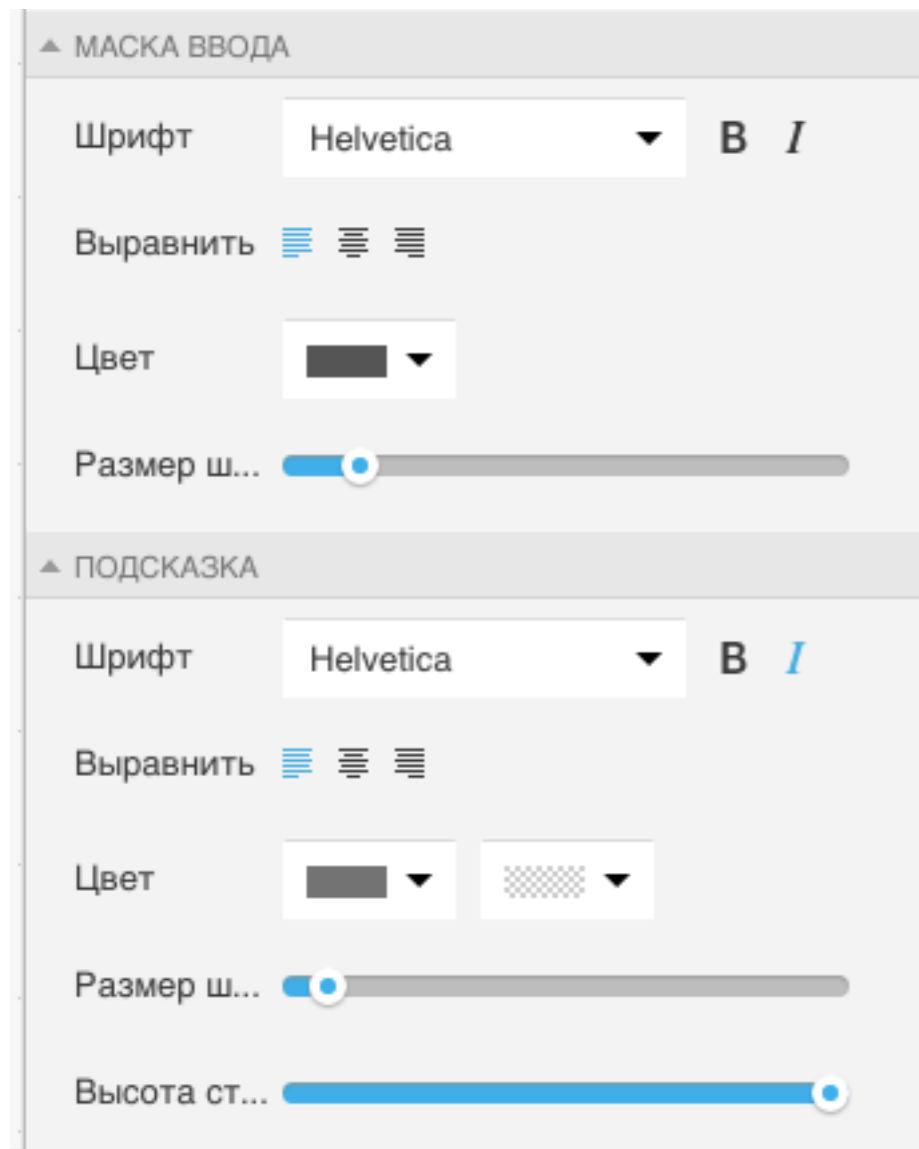 МАСКА ВВОДА
Шрифт Helvetica B I
Выравнить
Цвет
Размер ш...
ПОДСКАЗКА
Шрифт Helvetica B I
Выравнить
Цвет
Размер ш...
Высота ст...